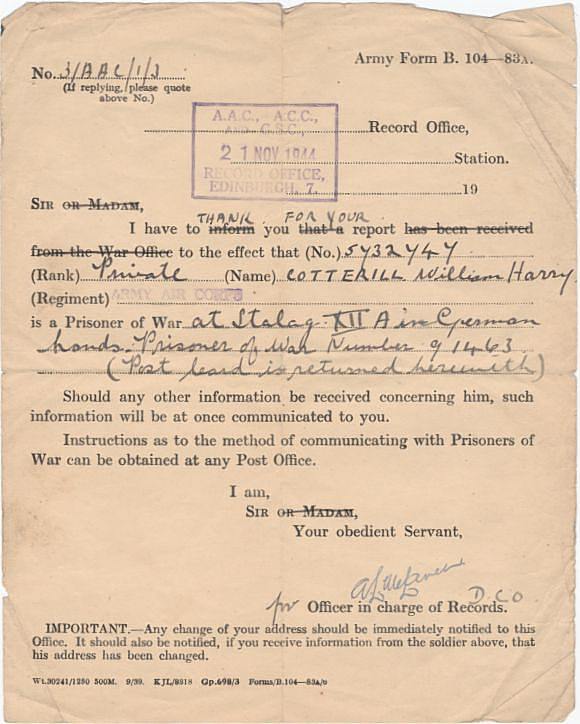 Army Form B. 104—83A.
No. 3/AAC/1/3
(If replying, please quote
above No.)
A.A.C., A.C.C.,
AND G.S.C.,
21 NOV 1944
RECORD OFFICE,
EDINBURGH, 7.
Record Office,
Station.
19
SIR OR MADAM,
THANK FOR YOUR
I have to inform you that a report has been received
from the War Office to the effect that (No.) 5732747
(Rank) Private (Name) COTTERILL William Harry
(Regiment) ARMY AIR CORPS
is a Prisoner of War at Stalag XII A in German
hands. Prisoner of War Number 91463
(Post card is returned herewith)
Should any other information be received concerning him, such
information will be at once communicated to you.
Instructions as to the method of communicating with Prisoners of
War can be obtained at any Post Office.
I am,
SIR OR MADAM,
Your obedient Servant,
for Officer in charge of Records.
IMPORTANT.—Any change of your address should be immediately notified to this
Office. It should also be notified, if you receive information from the soldier above, that
his address has been changed.
Wt.30241/1250 500M. 9/39. KJL/8818 Gp.698/3 Forms/B.104—83A/9